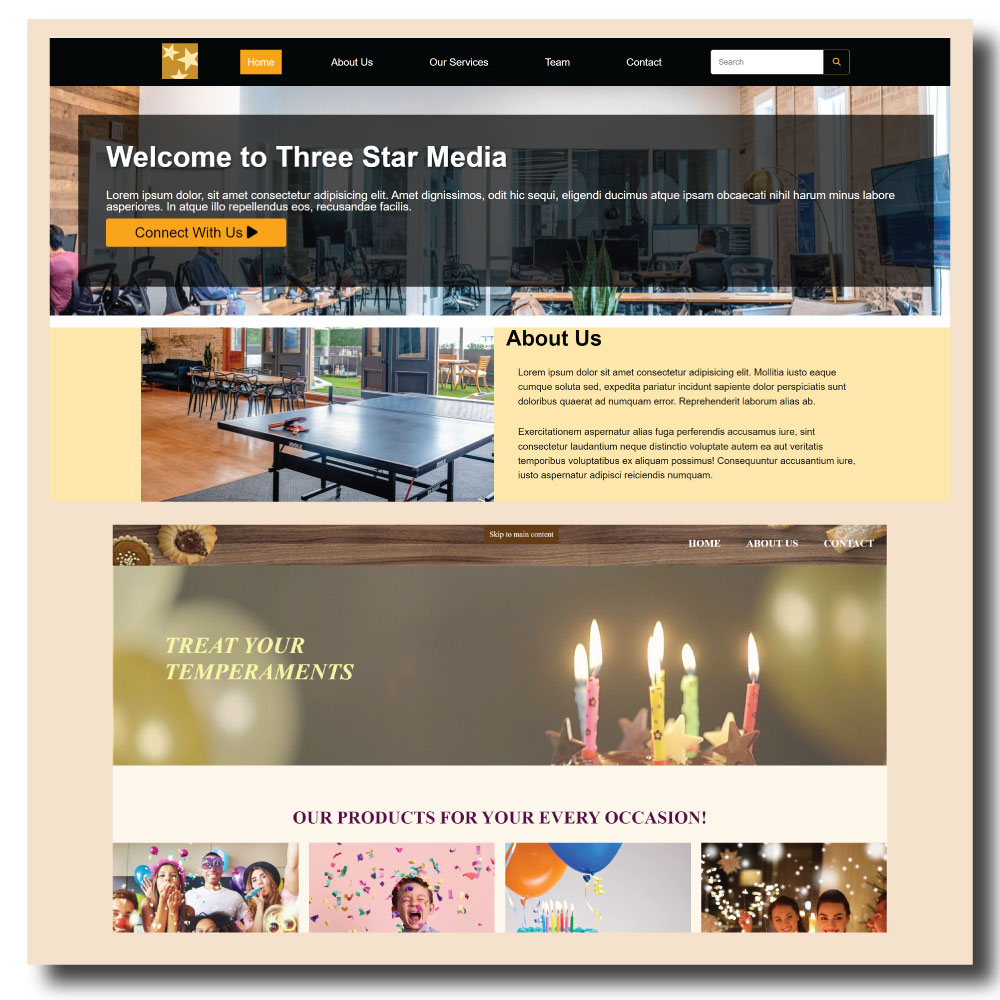 Home About Us Our Services Team Contact Search
Welcome to Three Star Media
Lorem ipsum dolor, sit amet consectetur adipisicing elit. Amet dignissimos, odit hic sequi, eligendi ducimus atque ipsam obcaecati nihil harum minus labore
asperiores. In atque illo repellendus eos, recusandae facilis.
Connect With Us
About Us
Lorem ipsum dolor sit amet consectetur adipisicing elit. Mollitia iusto eaque
cumque soluta sed, expedita pariatur incidunt sapiente dolor perspiciatis sunt
doloribus quaerat ad numquam error. Reprehenderit laborum alias ab.
Exercitationem aspernatur alias fuga perferendis accusamus iure, sint
consectetur laudantium neque distinctio voluptate autem ea aut veritatis
temporibus voluptatibus ex aliquam possimus! Consequuntur accusantium iure,
iusto aspernatur adipisci reiciendis numquam.
Skip to main content
HOME ABOUT US CONTACT
TREAT YOUR
TEMPERAMENTS
OUR PRODUCTS FOR YOUR EVERY OCCASION!